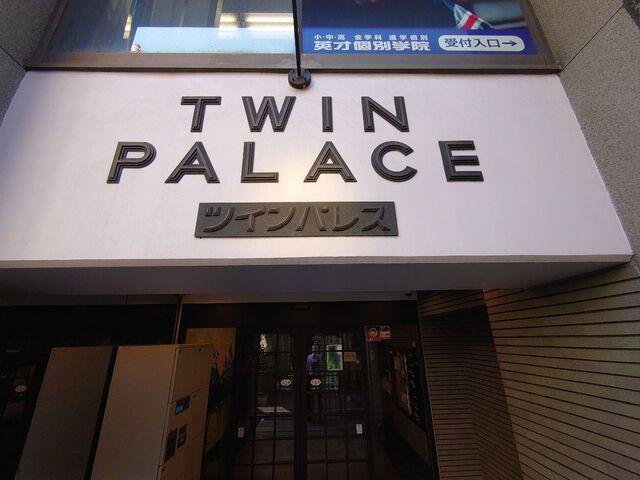 小・中・高 全学科 進学個別
英才個別学院 受付入口→
TWIN
PALACE
ツインパレス